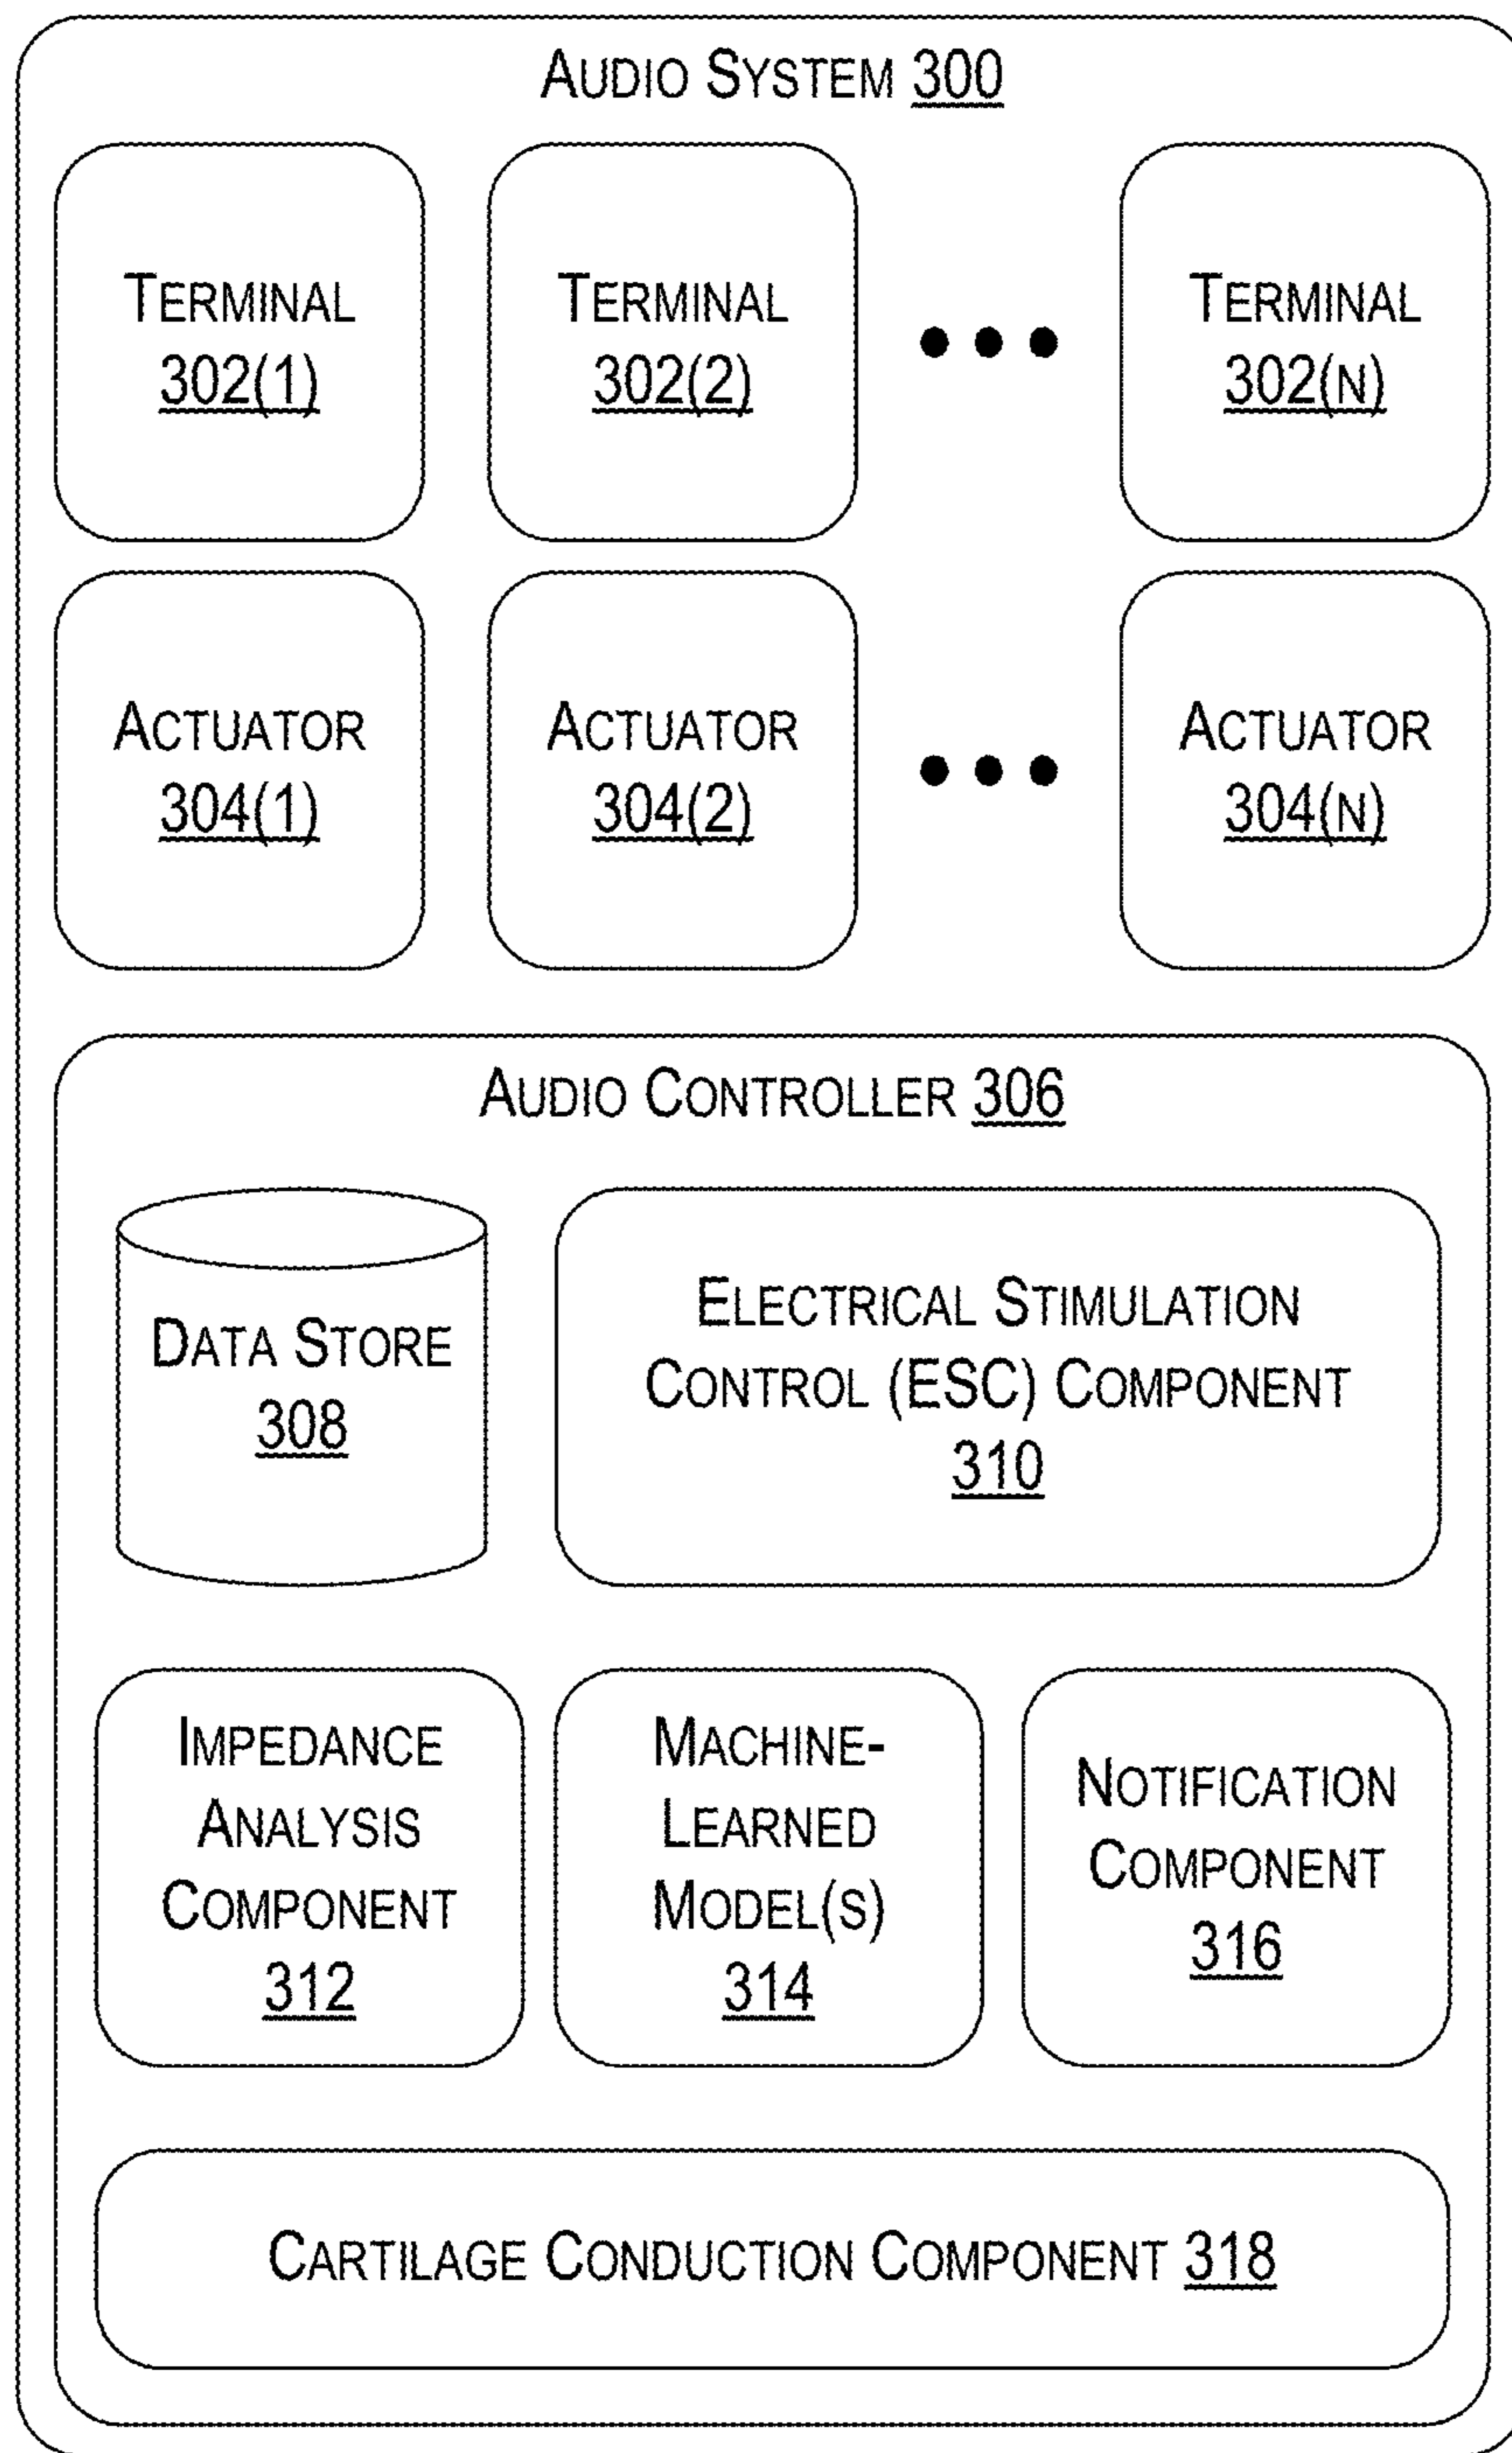 AUDIO SYSTEM 300
TERMINAL
302(1)
TERMINAL
302(2)
TERMINAL
302(N)
ACTUATOR
304(1)
ACTUATOR
304(2)
ACTUATOR
304(N)
AUDIO CONTROLLER 306
DATA STORE
308
ELECTRICAL STIMULATION
CONTROL (ESC) COMPONENT
310
IMPEDANCE
ANALYSIS
COMPONENT
312
MACHINE-
LEARNED
MODEL(S)
314
NOTIFICATION
COMPONENT
316
CARTILAGE CONDUCTION COMPONENT 318